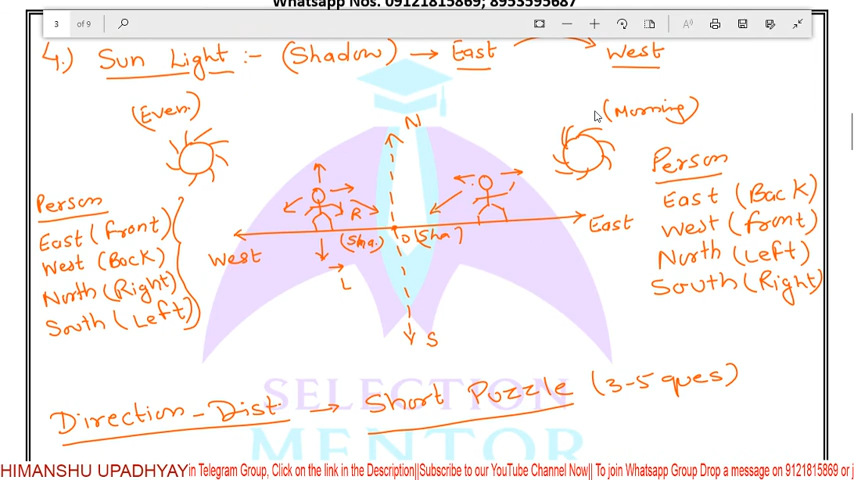 Whatsapp Nos. 09121815869; 8955595687
3 of 9
4.) Sun Light :- (Shadow) → East → West
(Even.)
N
(Morning)
Person
East (Front)
West (Back)
North (Right)
South (Left)
R
West
(Sha.) O (Sha)
East
L
S
Person
East (Back)
West (Front)
North (Left)
South (Right)
SELECTION
MENTOR
Direction - Dist. → Short Puzzle (3-5 ques)
HIMANSHU UPADHYAY in Telegram Group, Click on the link in the Description||Subscribe to our YouTube Channel Now|| To join Whatsapp Group Drop a message on 9121815869 or